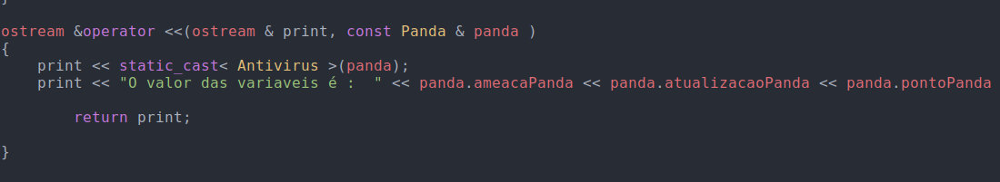 }
ostream &operator <<(ostream & print, const Panda & panda )
{
    print << static_cast< Antivirus >(panda);
    print << "O valor das variaveis é :  " << panda.ameacaPanda << panda.atualizacaoPanda << panda.pontoPanda
        return print;
}